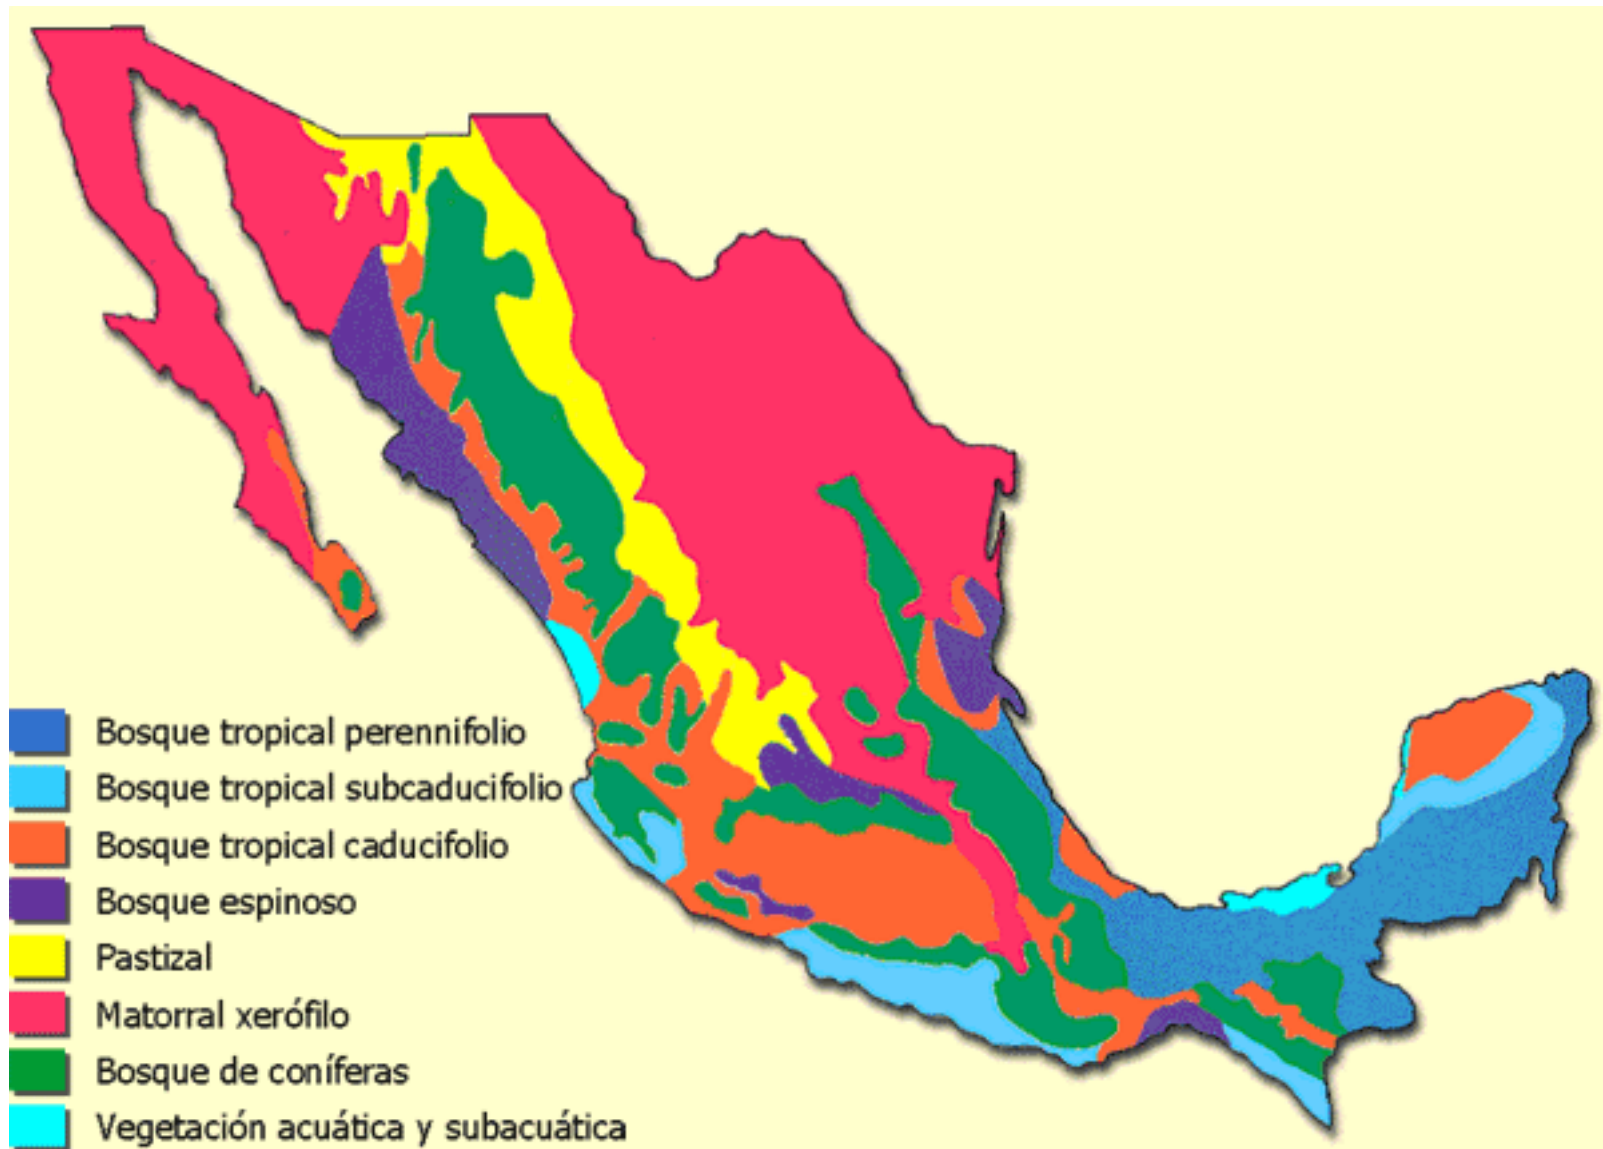 Bosque tropical perennifolio
Bosque tropical subcaducifolio
Bosque tropical caducifolio
Bosque espinoso
Pastizal
Matorral xerófilo
Bosque de coníferas
Vegetación acuática y subacuática